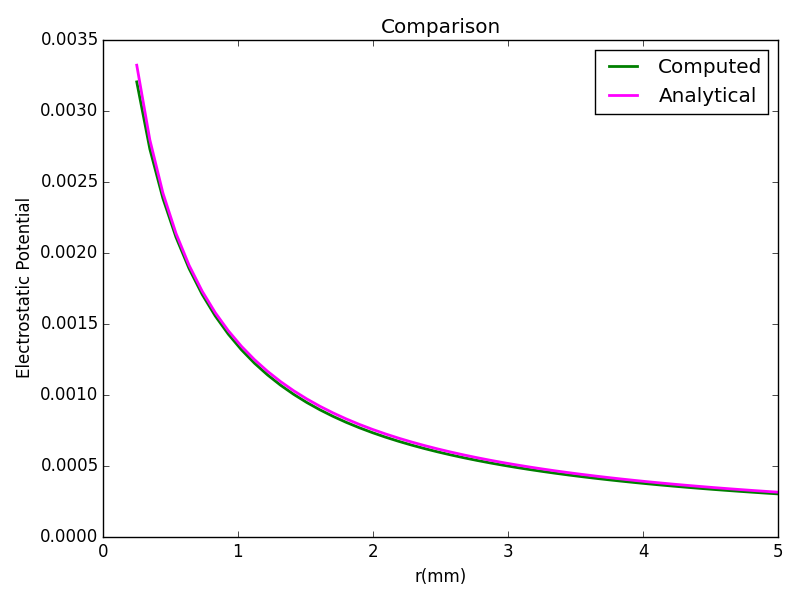 Comparison
0.0035
0.0030
0.0025
0.0020
0.0015
0.0010
0.0005
0.0000
Electrostatic Potential
Computed
Analytical
0 1 2 3 4 5
r(mm)